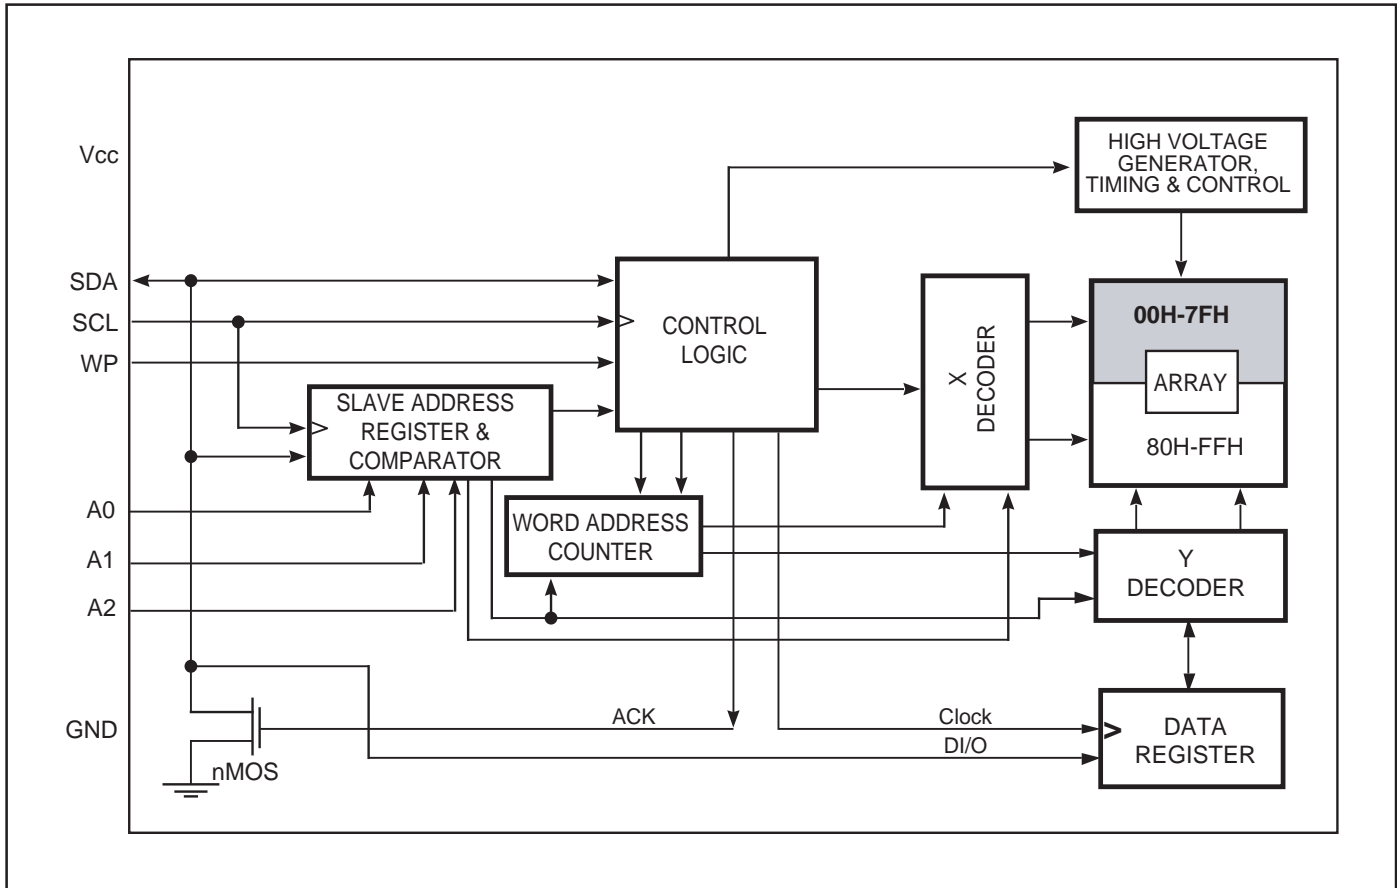 Vcc
SDA
SCL
WP
A0
A1
A2
GND
nMOS
SLAVE ADDRESS
REGISTER &
COMPARATOR
CONTROL
LOGIC
WORD ADDRESS
COUNTER
X
DECODER
HIGH VOLTAGE
GENERATOR,
TIMING & CONTROL
00H-7FH
ARRAY
80H-FFH
Y
DECODER
ACK
Clock
DI/O
DATA
REGISTER